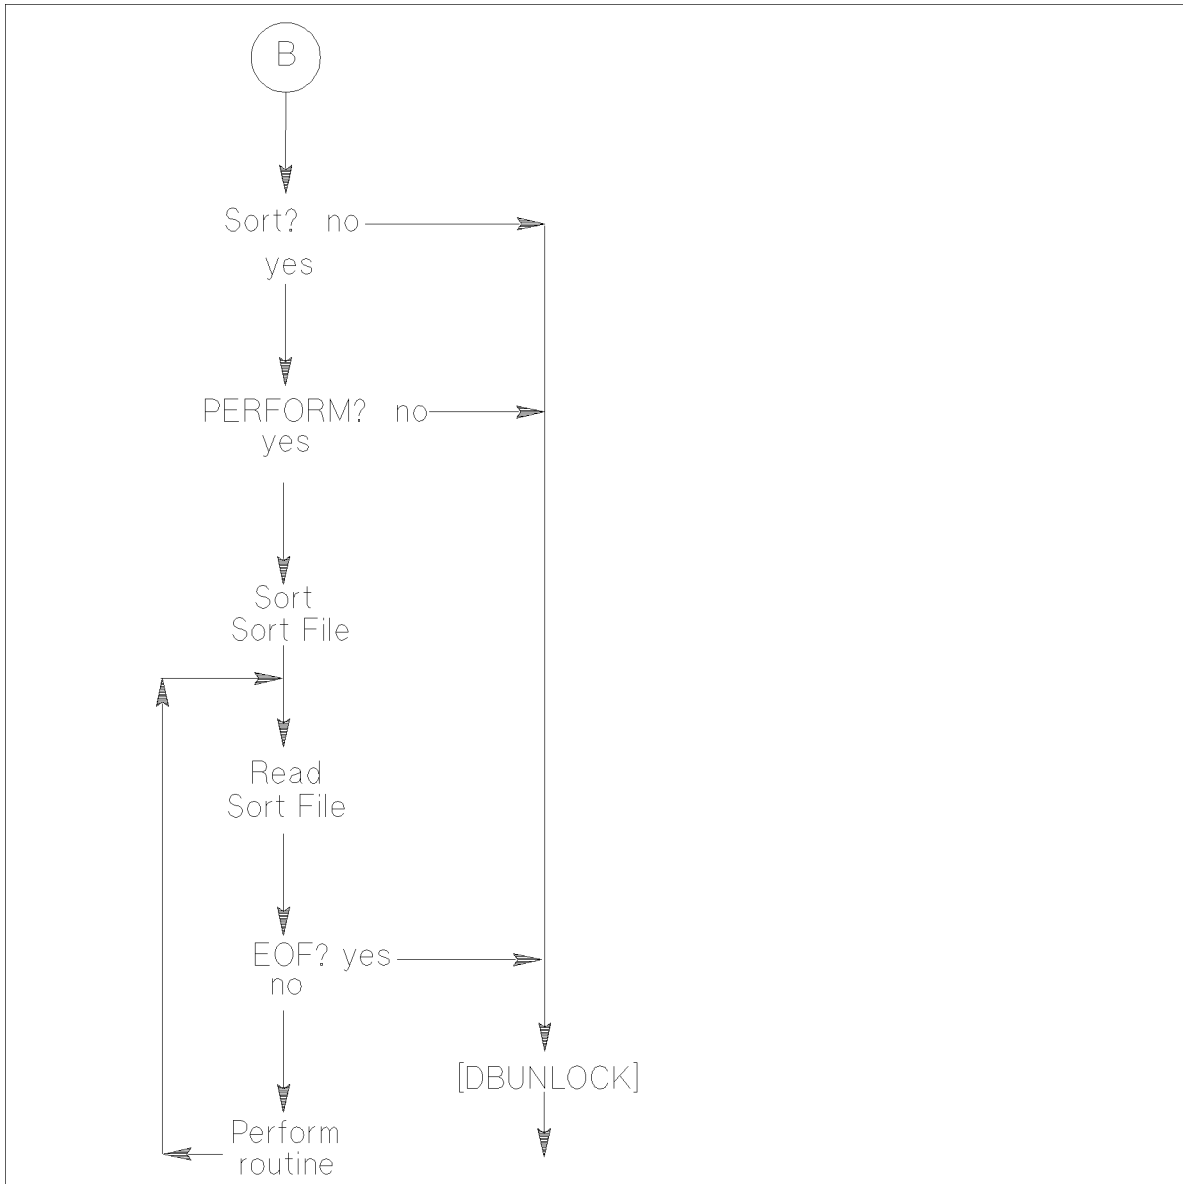 B
Sort? no
yes
PERFORM? no
yes
Sort
Sort File
Read
Sort File
EOF? yes
no
[DBUNLOCK]
Perform
routine